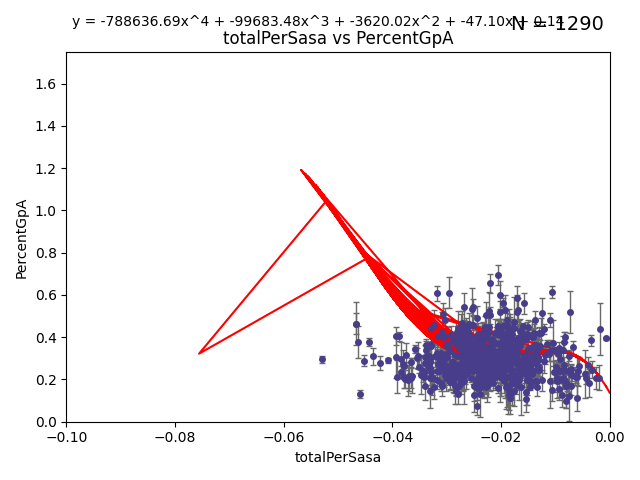 y = -788636.69x^4 + -99683.48x^3 + -3620.02x^2 + -47.10x + 0.14
N = 1290
totalPerSasa vs PercentGpA
PercentGpA
1.6
1.4
1.2
1.0
0.8
0.6
0.4
0.2
0.0
−0.10 −0.08 −0.06 −0.04 −0.02 0.00
totalPerSasa